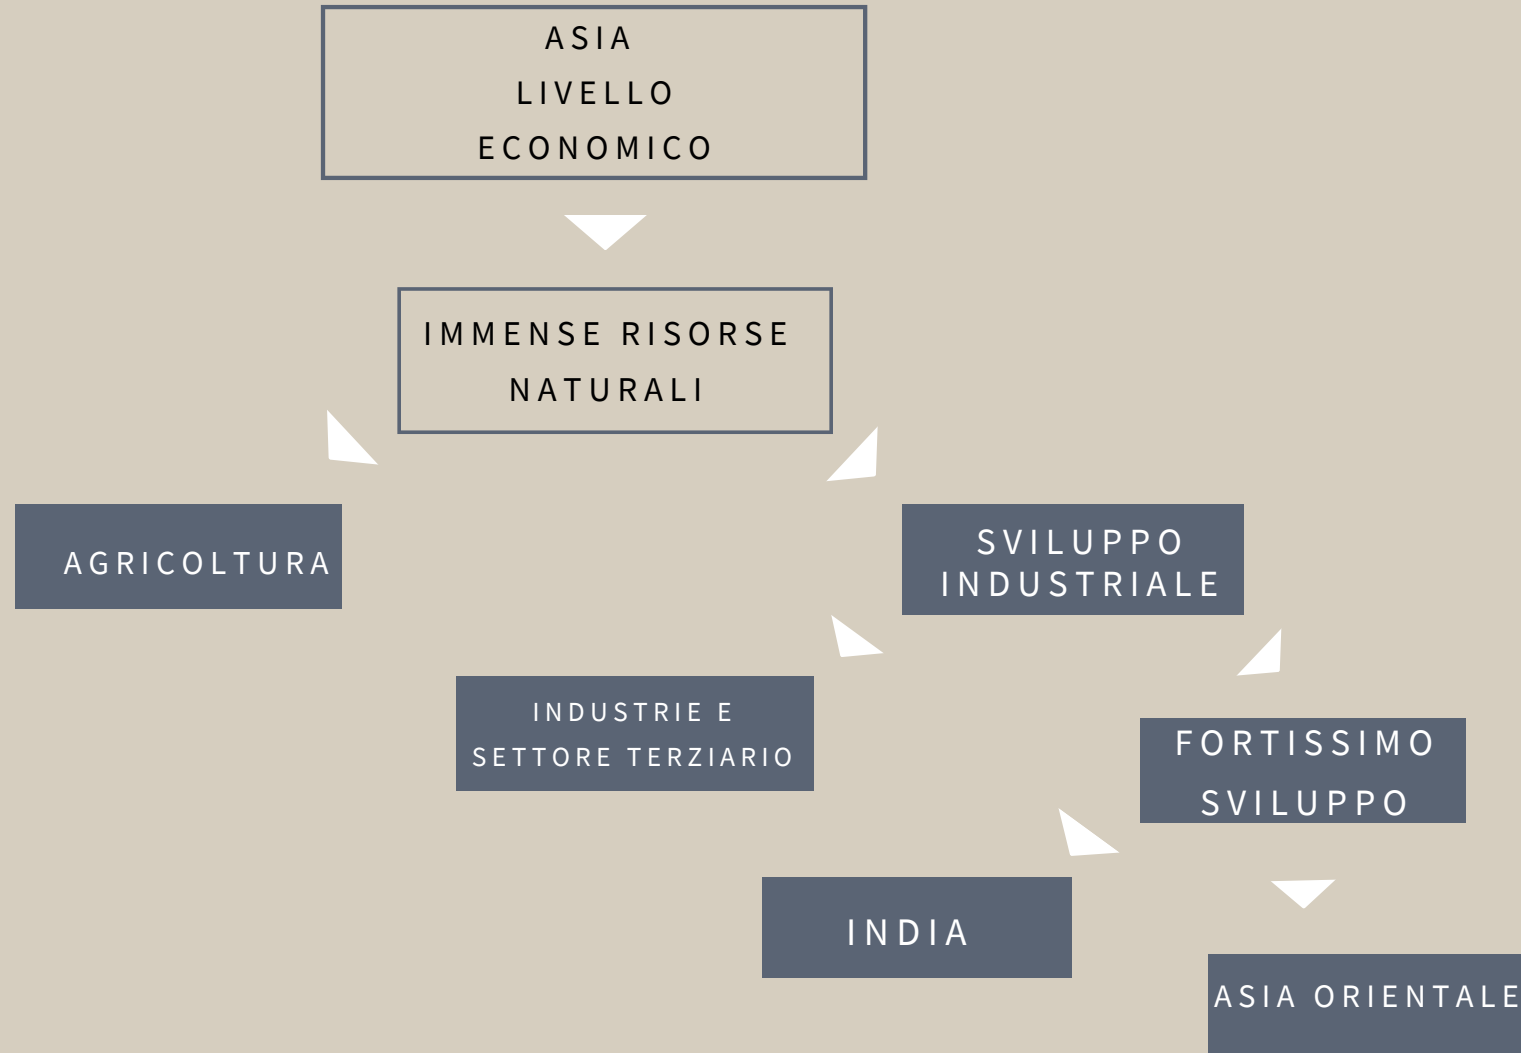 ASIA
LIVELLO
ECONOMICO
IMMENSE RISORSE
NATURALI
AGRICOLTURA
SVILUPPO
INDUSTRIALE
INDUSTRIE E
SETTORE TERZIARIO
FORTISSIMO
SVILUPPO
INDIA
ASIA ORIENTALE